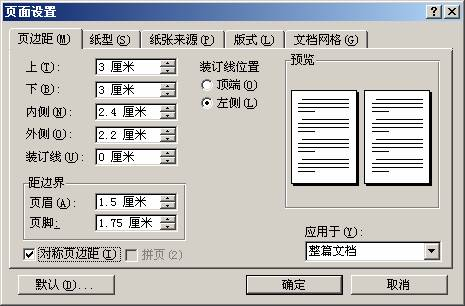 页面设置
页边距(M) 纸型(S) 纸张来源(P) 版式(L) 文档网格(G)
上(T): 3 厘米
下(B): 3 厘米
内侧(N): 2.4 厘米
外侧(O): 2.2 厘米
装订线(U): 0 厘米
距边界
页眉(A): 1.5 厘米
页脚: 1.75 厘米
对称页边距(I) 拼页(2)
装订线位置
顶端(O)
左侧(L)
预览
应用于(Y):
整篇文档
默认(D)... 确定 取消